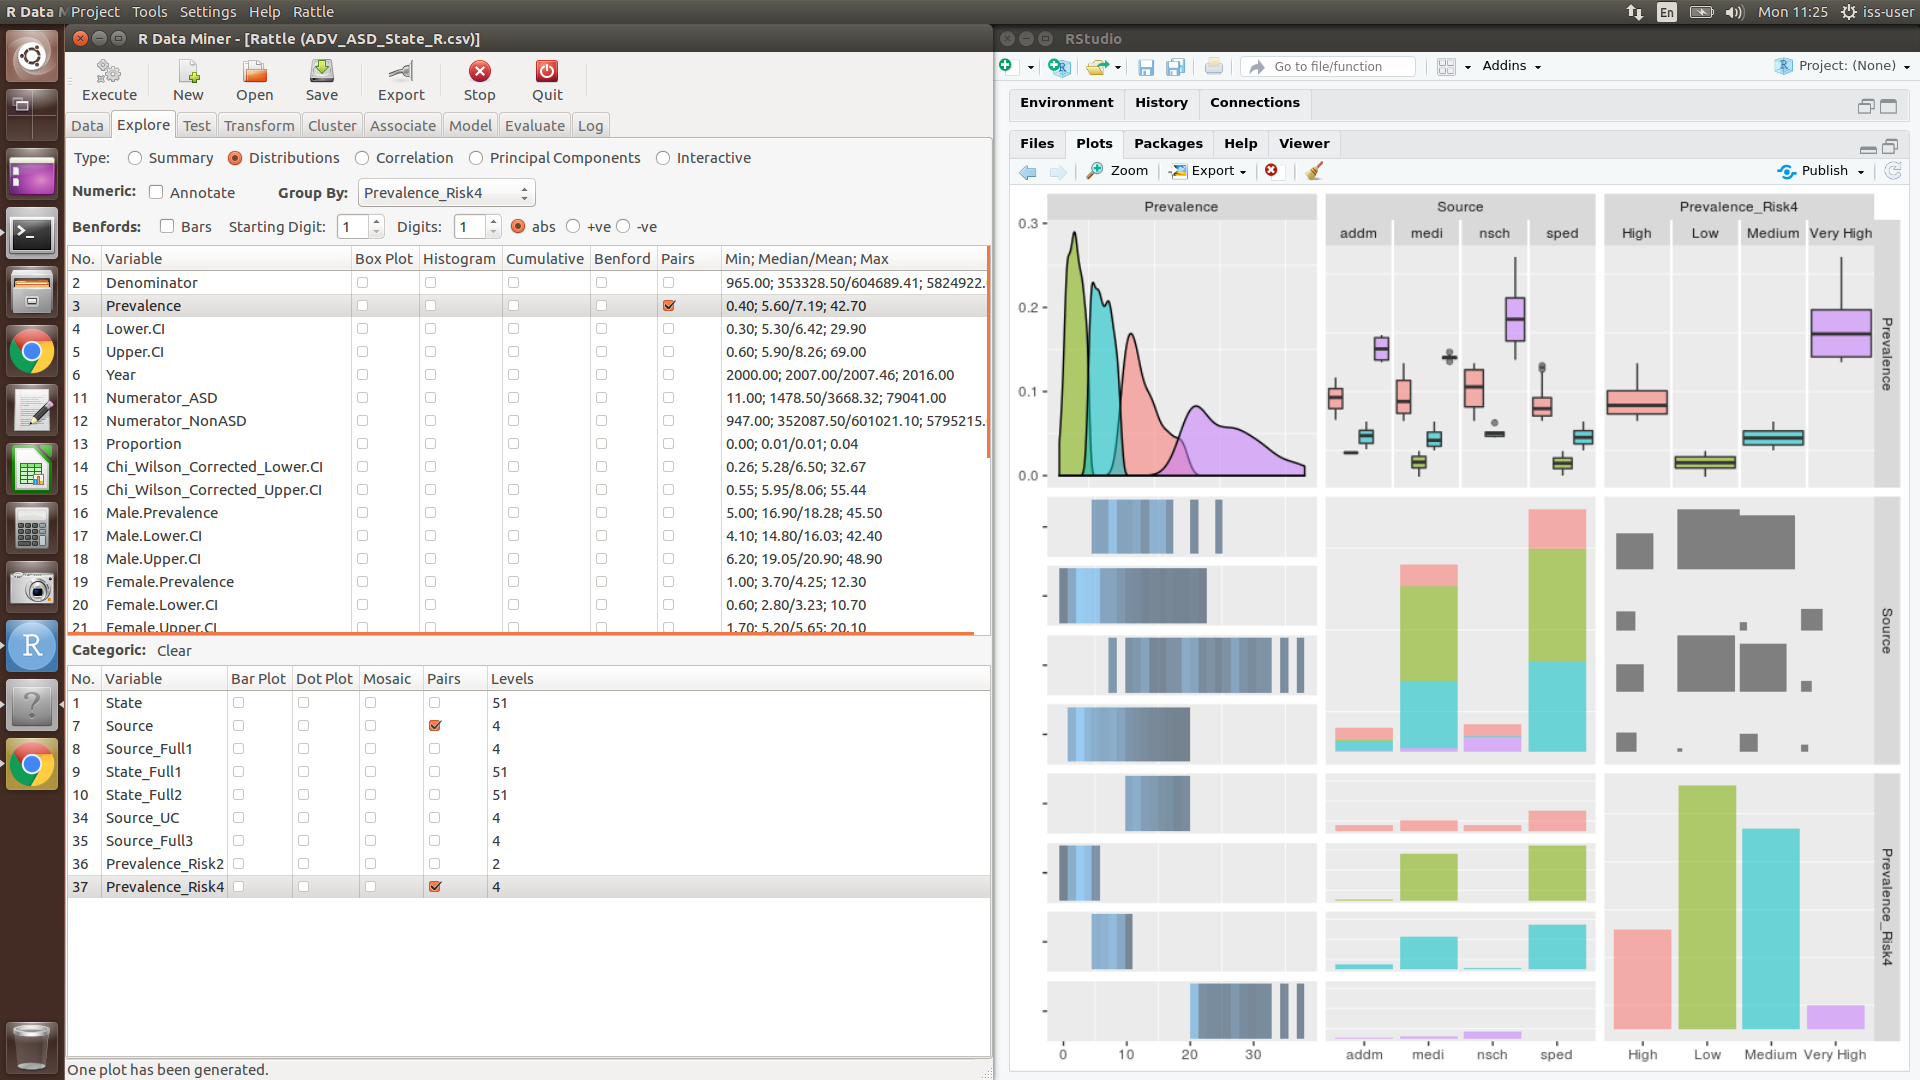 R Data M Project Tools Settings Help Rattle
En Mon 11:25 iss-user
R Data Miner - [Rattle (ADV_ASD_State_R.csv)]
Execute New Open Save Export Stop Quit
Data Explore Test Transform Cluster Associate Model Evaluate Log
Type: Summary Distributions Correlation Principal Components Interactive
Numeric: Annotate Group By: Prevalence_Risk4
Benfords: Bars Starting Digit: 1 Digits: 1 abs +ve -ve
No. Variable Box Plot Histogram Cumulative Benford Pairs Min; Median/Mean; Max
2 Denominator 965.00; 353328.50/604689.41; 5824922.
3 Prevalence 0.40; 5.60/7.19; 42.70
4 Lower.CI 0.30; 5.30/6.42; 29.90
5 Upper.CI 0.60; 5.90/8.26; 69.00
6 Year 2000.00; 2007.00/2007.46; 2016.00
11 Numerator_ASD 11.00; 1478.50/3668.32; 79041.00
12 Numerator_NonASD 947.00; 352087.50/601021.10; 5795215.
13 Proportion 0.00; 0.01/0.01; 0.04
14 Chi_Wilson_Corrected_Lower.CI 0.26; 5.28/6.50; 32.67
15 Chi_Wilson_Corrected_Upper.CI 0.55; 5.95/8.06; 55.44
16 Male.Prevalence 5.00; 16.90/18.28; 45.50
17 Male.Lower.CI 4.10; 14.80/16.03; 42.40
18 Male.Upper.CI 6.20; 19.05/20.90; 48.90
19 Female.Prevalence 1.00; 3.70/4.25; 12.30
20 Female.Lower.CI 0.60; 2.80/3.23; 10.70
21 Female.Upper.CI 1.70; 5.20/5.65; 20.10
Categoric: Clear
No. Variable Bar Plot Dot Plot Mosaic Pairs Levels
1 State 51
7 Source 4
8 Source_Full1 4
9 State_Full1 51
10 State_Full2 51
34 Source_UC 4
35 Source_Full3 4
36 Prevalence_Risk2 2
37 Prevalence_Risk4 4
One plot has been generated.
RStudio
Go to file/function Addins Project: (None)
Environment History Connections
Files Plots Packages Help Viewer
Zoom Export Publish
Prevalence Source Prevalence_Risk4
addm medi nsch sped High Low Medium Very High
0.3
0.2
0.1
0.0
Prevalence
Source
Prevalence_Risk4
0 10 20 30 addm medi nsch sped High Low Medium Very High